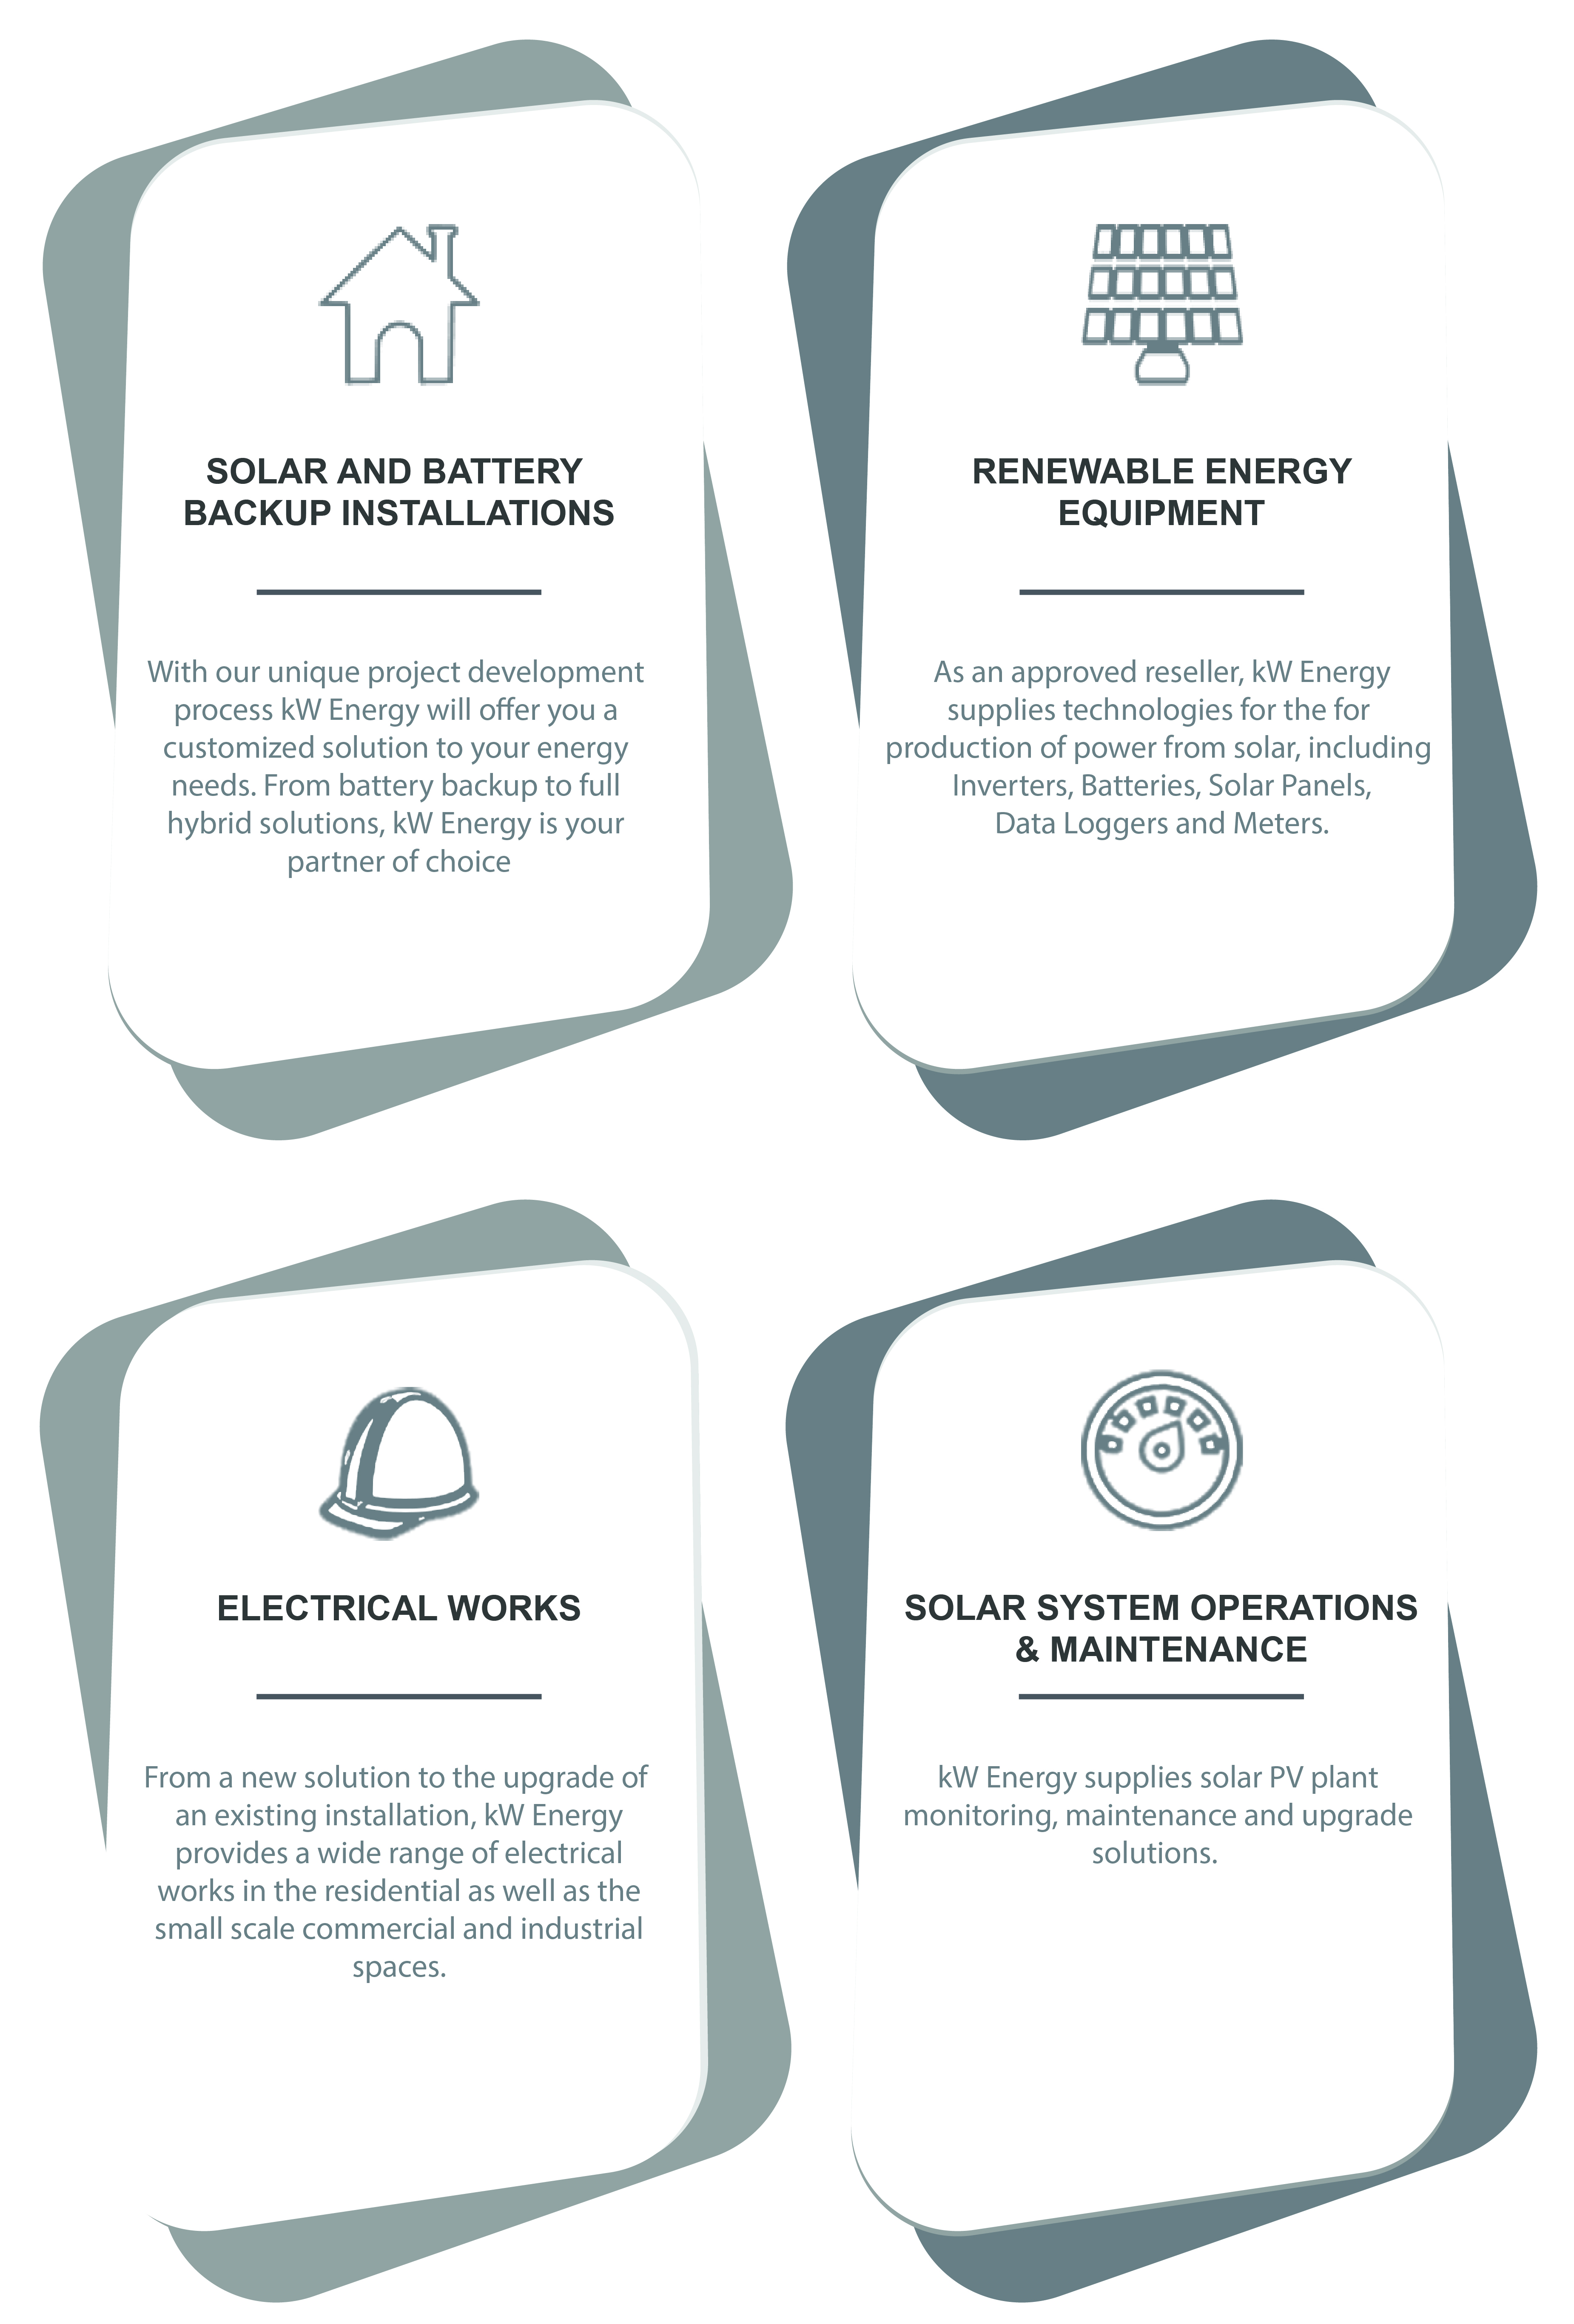 SOLAR AND BATTERY
BACKUP INSTALLATIONS
With our unique project development
process kW Energy will offer you a
customized solution to your energy
needs. From battery backup to full
hybrid solutions, kW Energy is your
partner of choice
RENEWABLE ENERGY
EQUIPMENT
As an approved reseller, kW Energy
supplies technologies for the for
production of power from solar, including
Inverters, Batteries, Solar Panels,
Data Loggers and Meters.
ELECTRICAL WORKS
From a new solution to the upgrade of
an existing installation, kW Energy
provides a wide range of electrical
works in the residential as well as the
small scale commercial and industrial
spaces.
SOLAR SYSTEM OPERATIONS
& MAINTENANCE
kW Energy supplies solar PV plant
monitoring, maintenance and upgrade
solutions.